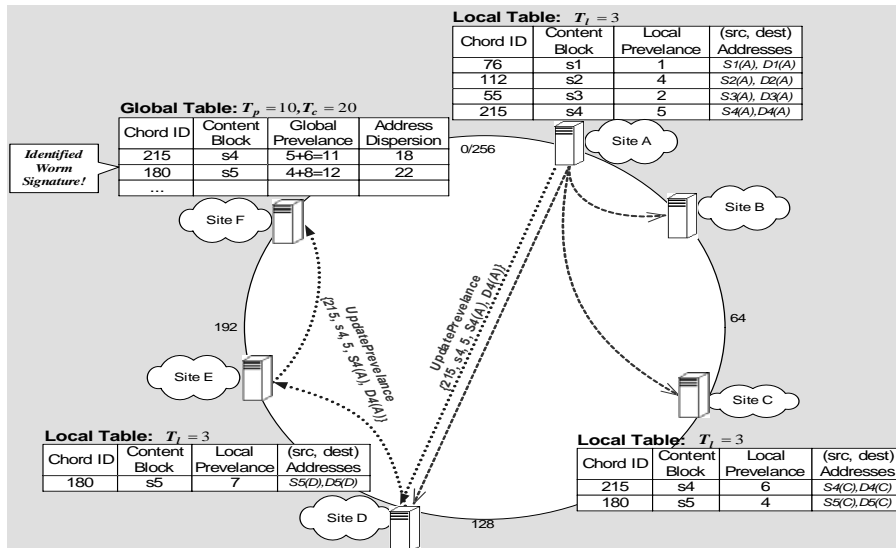 Local Table: T_l = 3
Chord ID Content Block Local Prevelance (src, dest) Addresses
76 s1 1 S1(A), D1(A)
112 s2 4 S2(A), D2(A)
55 s3 2 S3(A), D3(A)
215 s4 5 S4(A),D4(A)
Global Table: T_p = 10, T_c = 20
Chord ID Content Block Global Prevelance Address Dispersion
215 s4 5+6=11 18
180 s5 4+8=12 22
...
Identified
Worm
Signature!
0/256
Site A
Site B
Site F
64
192
UpdatePrevelance
{215, s4, 5, S4(A), D4(A)}
UpdatePrevelance
{215, s4, 5, S4(A), D4(A)}
Site E
Site C
Local Table: T_l = 3
Chord ID Content Block Local Prevelance (src, dest) Addresses
180 s5 7 S5(D),D5(D)
Local Table: T_l = 3
Chord ID Content Block Local Prevelance (src, dest) Addresses
215 s4 6 S4(C),D4(C)
180 s5 4 S5(C),D5(C)
Site D
128